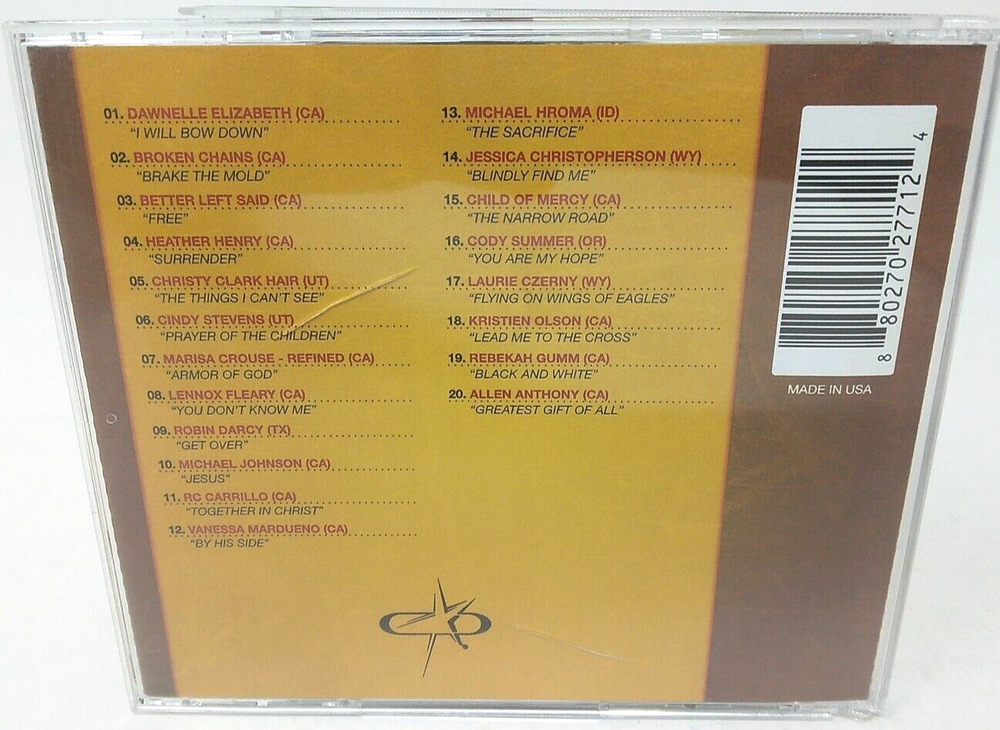 01. DAWNELLE ELIZABETH (CA)
"I WILL BOW DOWN"
02. BROKEN CHAINS (CA)
"BRAKE THE MOLD"
03. BETTER LEFT SAID (CA)
"FREE"
04. HEATHER HENRY (CA)
"SURRENDER"
05. CHRISTY CLARK HAIR (UT)
"THE THINGS I CAN'T SEE"
06. CINDY STEVENS (UT)
"PRAYER OF THE CHILDREN"
07. MARISA CROUSE - REFINED (CA)
"ARMOR OF GOD"
08. LENNOX FLEARY (CA)
"YOU DON'T KNOW ME"
09. ROBIN DARCY (TX)
"GET OVER"
10. MICHAEL JOHNSON (CA)
"JESUS"
11. RC CARRILLO (CA)
"TOGETHER IN CHRIST"
12. VANESSA MARDUENO (CA)
"BY HIS SIDE"
13. MICHAEL HROMA (ID)
"THE SACRIFICE"
14. JESSICA CHRISTOPHERSON (WY)
"BLINDLY FIND ME"
15. CHILD OF MERCY (CA)
"THE NARROW ROAD"
16. CODY SUMMER (OR)
"YOU ARE MY HOPE"
17. LAURIE CZERNY (WY)
"FLYING ON WINGS OF EAGLES"
18. KRISTIEN OLSON (CA)
"LEAD ME TO THE CROSS"
19. REBEKAH GUMM (CA)
"BLACK AND WHITE"
20. ALLEN ANTHONY (CA)
"GREATEST GIFT OF ALL"
8 80270 27712 4
MADE IN USA